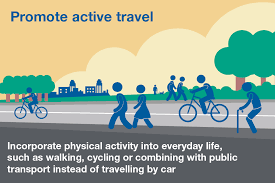 Promote active travel
Incorporate physical activity into everyday life,
such as walking, cycling or combining with public
transport instead of travelling by car